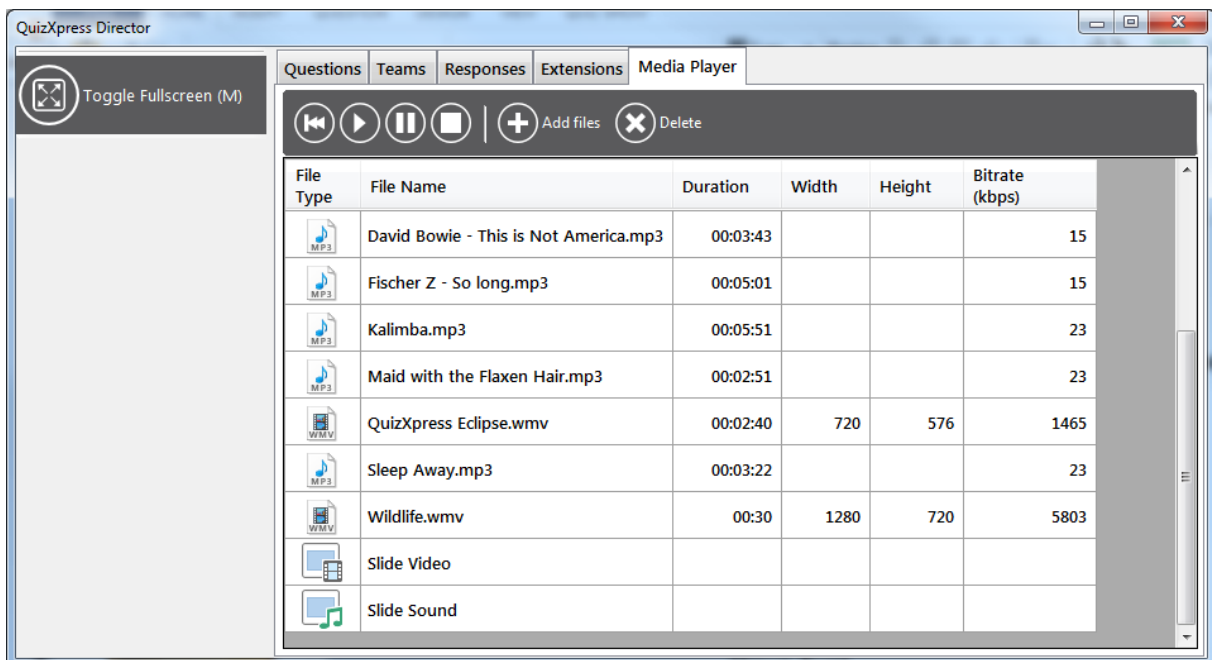 QuizXpress Director
Toggle Fullscreen (M)
Questions Teams Responses Extensions Media Player
Add files Delete
File Type File Name Duration Width Height Bitrate (kbps)
MP3 David Bowie - This is Not America.mp3 00:03:43 15
MP3 Fischer Z - So long.mp3 00:05:01 15
MP3 Kalimba.mp3 00:05:51 23
MP3 Maid with the Flaxen Hair.mp3 00:02:51 23
WMV QuizXpress Eclipse.wmv 00:02:40 720 576 1465
MP3 Sleep Away.mp3 00:03:22 23
WMV Wildlife.wmv 00:30 1280 720 5803
Slide Video
Slide Sound